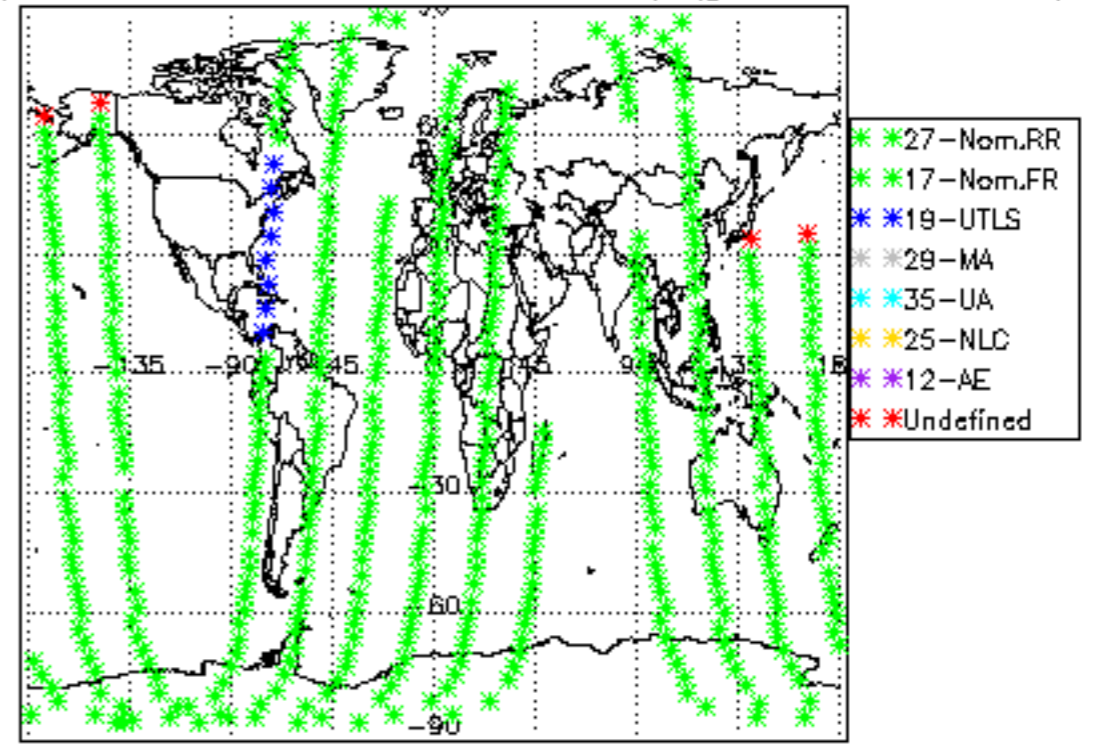 -135
-90
45
-30
-60
-90
27-Nom.RR
17-Nom.FR
19-UTLS
29-MA
35-UA
25-NLC
12-AE
Undefined